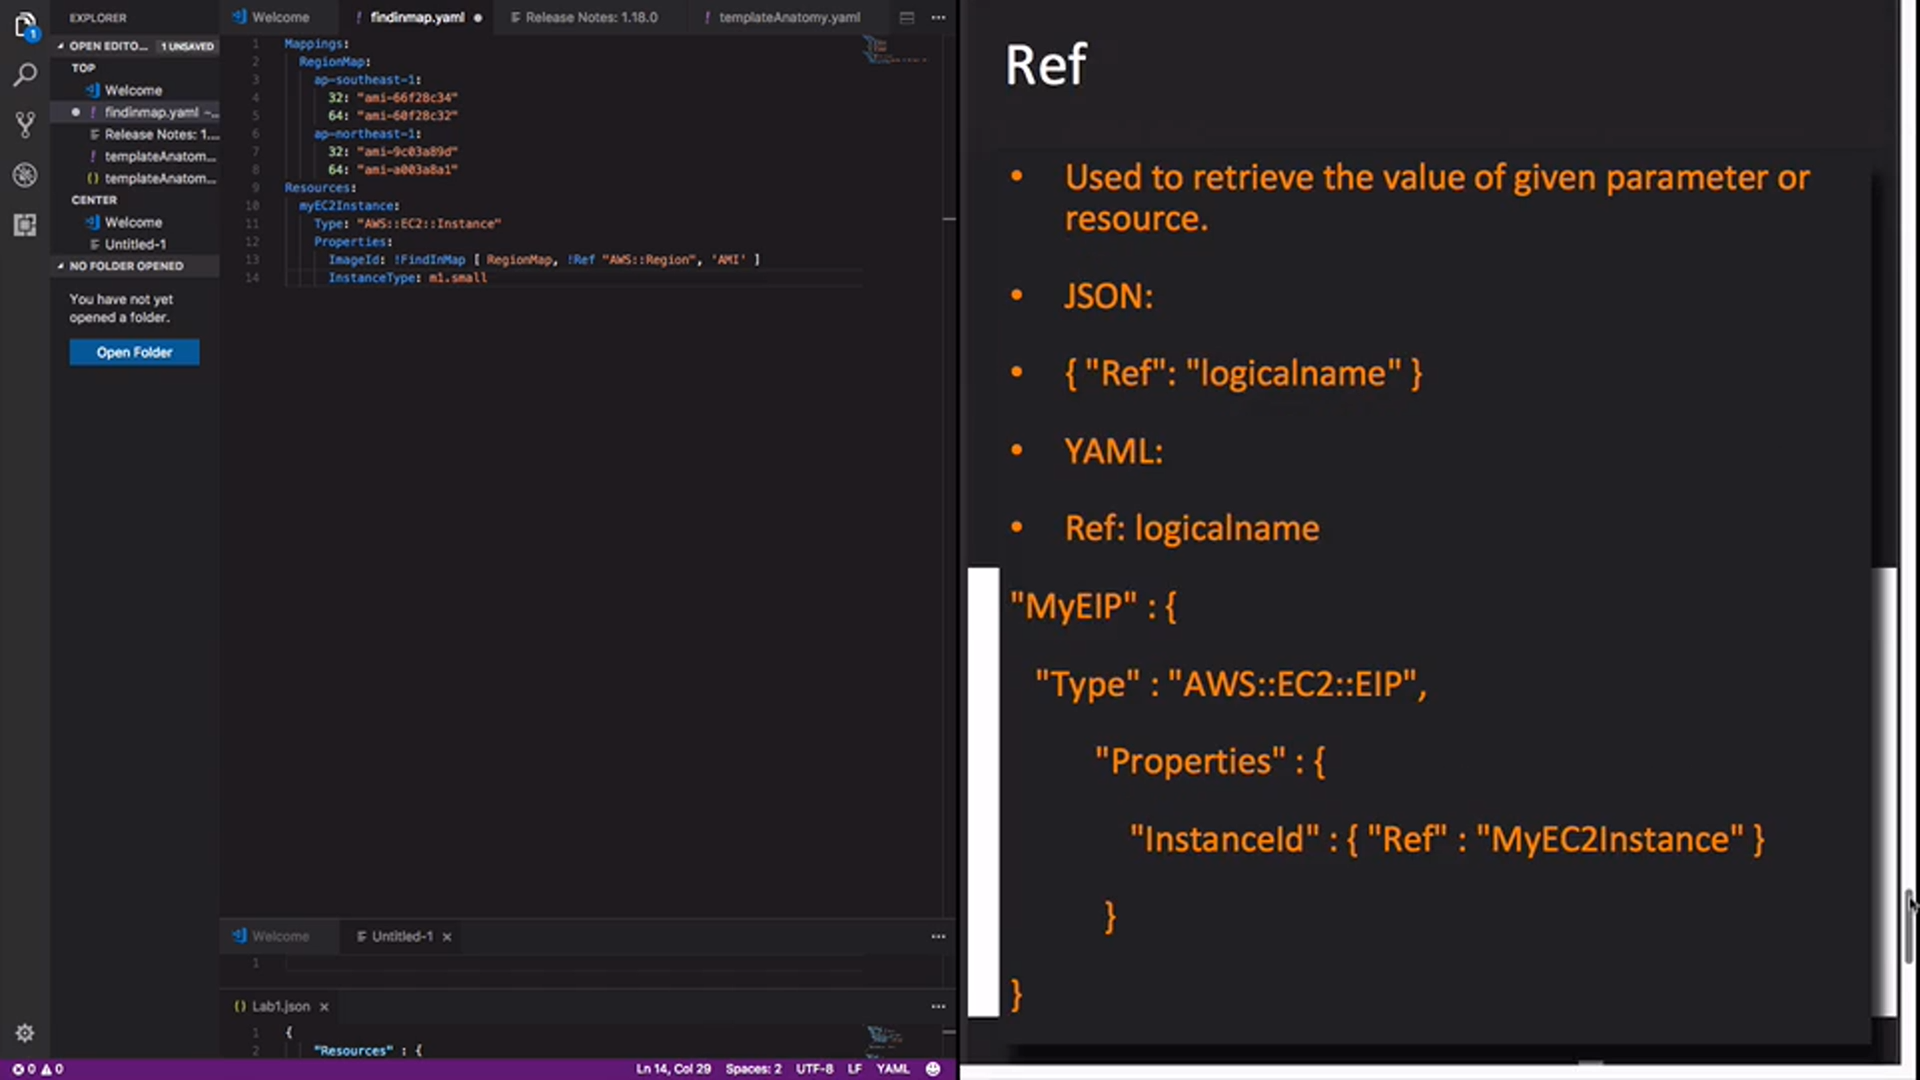 EXPLORER
OPEN EDITO... 1 UNSAVED
TOP
Welcome
findinmap.yaml ~...
Release Notes: 1....
templateAnatom...
templateAnatom...
CENTER
Welcome
Untitled-1
NO FOLDER OPENED
You have not yet
opened a folder.
Open Folder
Welcome findinmap.yaml Release Notes: 1.18.0 templateAnatomy.yaml
1 Mappings:
2 RegionMap:
3 ap-southeast-1:
4 32: "ami-66f28c34"
5 64: "ami-60f28c32"
6 ap-northeast-1:
7 32: "ami-9c03a89d"
8 64: "ami-a003a8a1"
9 Resources:
10 myEC2Instance:
11 Type: "AWS::EC2::Instance"
12 Properties:
13 ImageId: !FindInMap [ RegionMap, !Ref "AWS::Region", 'AMI' ]
14 InstanceType: m1.small
Welcome Untitled-1
1
Lab1.json
1 {
2 "Resources" : {
0 0 Ln 14, Col 29 Spaces: 2 UTF-8 LF YAML
Ref
• Used to retrieve the value of given parameter or
resource.
• JSON:
• { "Ref": "logicalname" }
• YAML:
• Ref: logicalname
"MyEIP" : {
"Type" : "AWS::EC2::EIP",
"Properties" : {
"InstanceId" : { "Ref" : "MyEC2Instance" }
}
}